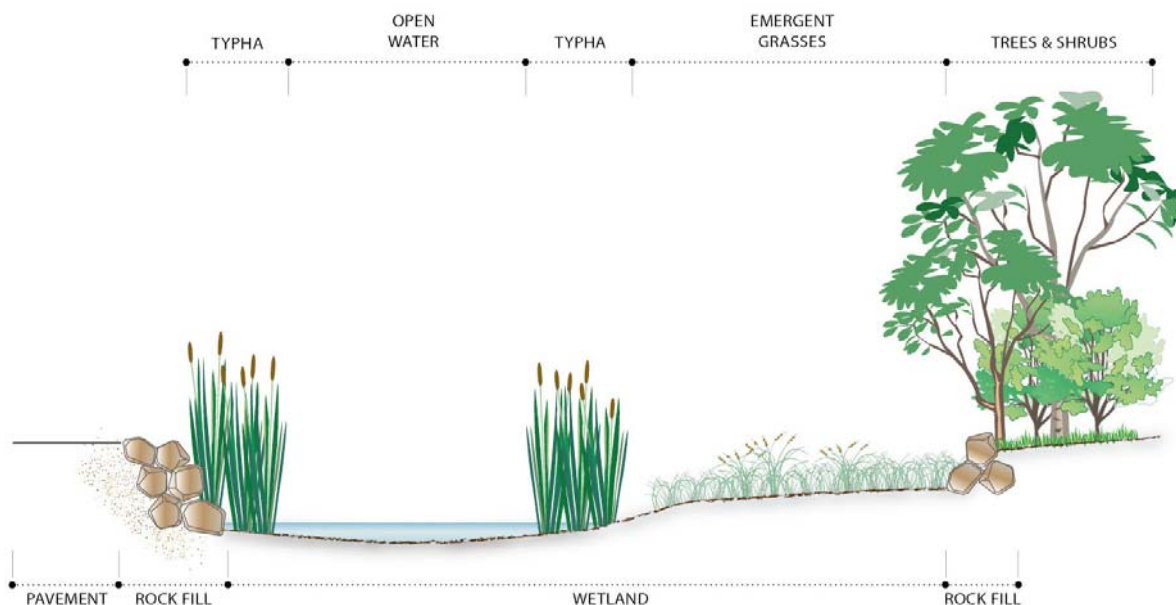 TYPHA
OPEN
WATER
TYPHA
EMERGENT
GRASSES
TREES & SHRUBS
PAVEMENT
ROCK FILL
WETLAND
ROCK FILL